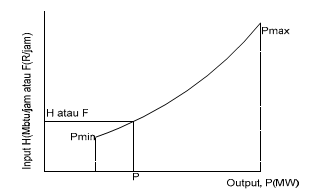 Input H(Mbtu/jam atau F(R/jam)
Pmax
H atau F
Pmin
P
Output, P(MW)